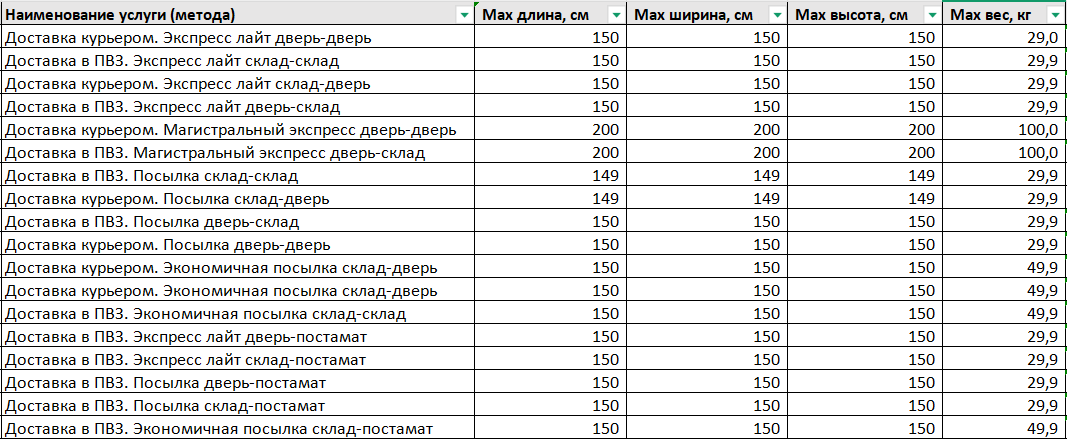 Наименование услуги (метода) Max длина, см Max ширина, см Max высота, см Max вес, кг
Доставка курьером. Экспресс лайт дверь-дверь 150 150 150 29,0
Доставка в ПВЗ. Экспресс лайт склад-склад 150 150 150 29,9
Доставка курьером. Экспресс лайт склад-дверь 150 150 150 29,9
Доставка в ПВЗ. Экспресс лайт дверь-склад 150 150 150 29,9
Доставка курьером. Магистральный экспресс дверь-дверь 200 200 200 100,0
Доставка в ПВЗ. Магистральный экспресс дверь-склад 200 200 200 100,0
Доставка в ПВЗ. Посылка склад-склад 149 149 149 29,9
Доставка курьером. Посылка склад-дверь 149 149 149 29,9
Доставка в ПВЗ. Посылка дверь-склад 150 150 150 29,9
Доставка курьером. Посылка дверь-дверь 150 150 150 29,9
Доставка курьером. Экономичная посылка склад-дверь 150 150 150 49,9
Доставка курьером. Экономичная посылка склад-дверь 150 150 150 49,9
Доставка в ПВЗ. Экономичная посылка склад-склад 150 150 150 49,9
Доставка в ПВЗ. Экспресс лайт дверь-постамат 150 150 150 29,9
Доставка в ПВЗ. Экспресс лайт склад-постамат 150 150 150 29,9
Доставка в ПВЗ. Посылка дверь-постамат 150 150 150 29,9
Доставка в ПВЗ. Посылка склад-постамат 150 150 150 29,9
Доставка в ПВЗ. Экономичная посылка склад-постамат 150 150 150 49,9